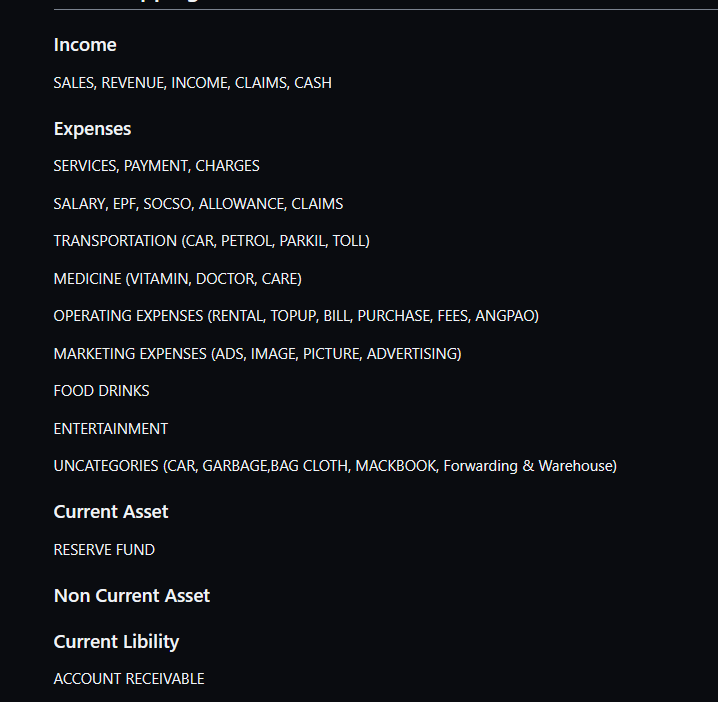 Income
SALES, REVENUE, INCOME, CLAIMS, CASH
Expenses
SERVICES, PAYMENT, CHARGES
SALARY, EPF, SOCSO, ALLOWANCE, CLAIMS
TRANSPORTATION (CAR, PETROL, PARKIL, TOLL)
MEDICINE (VITAMIN, DOCTOR, CARE)
OPERATING EXPENSES (RENTAL, TOPUP, BILL, PURCHASE, FEES, ANGPAO)
MARKETING EXPENSES (ADS, IMAGE, PICTURE, ADVERTISING)
FOOD DRINKS
ENTERTAINMENT
UNCATEGORIES (CAR, GARBAGE,BAG CLOTH, MACKBOOK, Forwarding & Warehouse)
Current Asset
RESERVE FUND
Non Current Asset
Current Libility
ACCOUNT RECEIVABLE